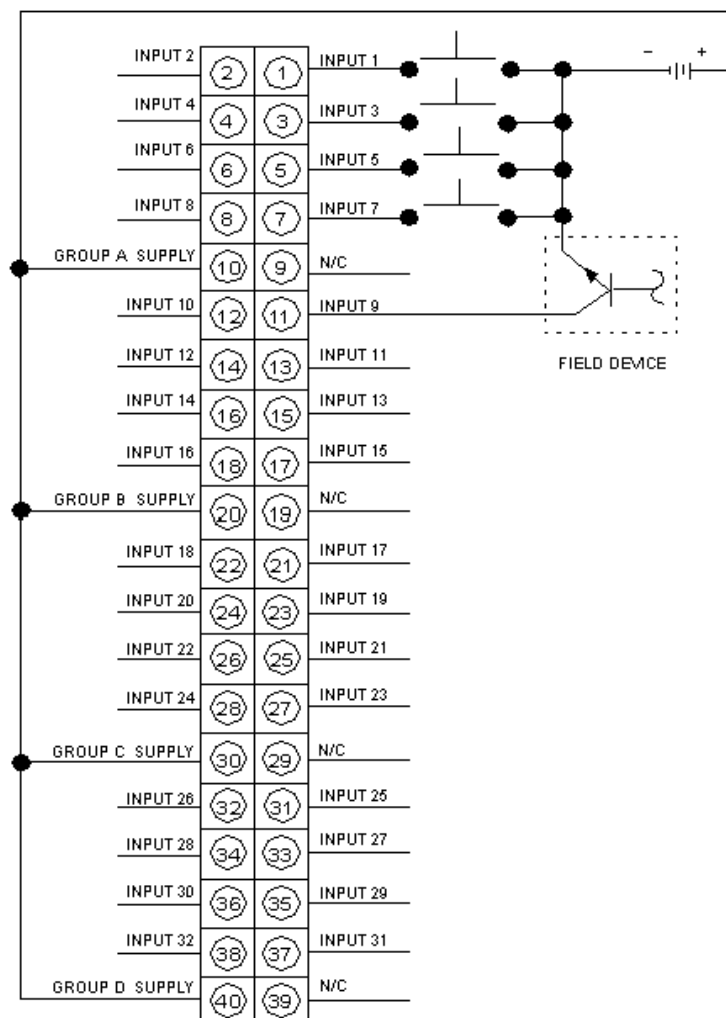 - +
INPUT 2 2 1 INPUT 1
INPUT 4 4 3 INPUT 3
INPUT 6 6 5 INPUT 5
INPUT 8 8 7 INPUT 7
GROUP A SUPPLY 10 9 N/C
INPUT 10 12 11 INPUT 9
FIELD DEVICE
INPUT 12 14 13 INPUT 11
INPUT 14 16 15 INPUT 13
INPUT 16 18 17 INPUT 15
GROUP B SUPPLY 20 19 N/C
INPUT 18 22 21 INPUT 17
INPUT 20 24 23 INPUT 19
INPUT 22 26 25 INPUT 21
INPUT 24 28 27 INPUT 23
GROUP C SUPPLY 30 29 N/C
INPUT 26 32 31 INPUT 25
INPUT 28 34 33 INPUT 27
INPUT 30 36 35 INPUT 29
INPUT 32 38 37 INPUT 31
GROUP D SUPPLY 40 39 N/C